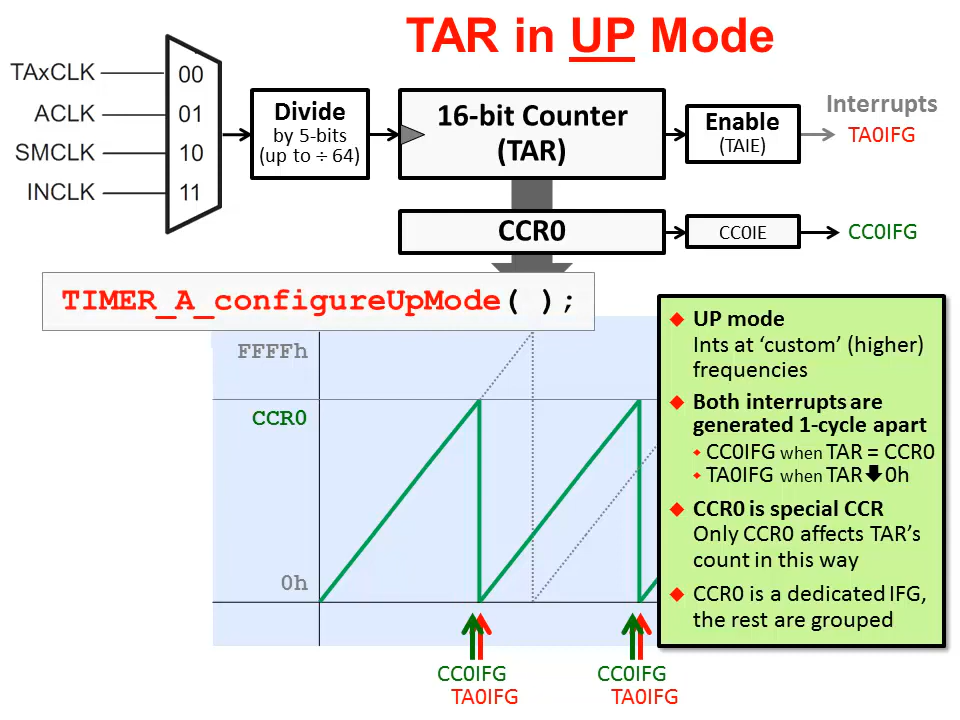 TAR in UP Mode
TAxCLK
ACLK
SMCLK
INCLK
00
01
10
11
Divide
by 5-bits
(up to ÷ 64)
16-bit Counter
(TAR)
Enable
(TAIE)
Interrupts
TA0IFG
CCR0
CC0IE
CC0IFG
TIMER_A_configureUpMode( );
FFFFh
CCR0
0h
CC0IFG
TA0IFG
CC0IFG
TA0IFG
UP mode
Ints at ‘custom’ (higher)
frequencies
Both interrupts are
generated 1-cycle apart
CC0IFG when TAR = CCR0
TA0IFG when TAR 🡇 0h
CCR0 is special CCR
Only CCR0 affects TAR’s
count in this way
CCR0 is a dedicated IFG,
the rest are grouped